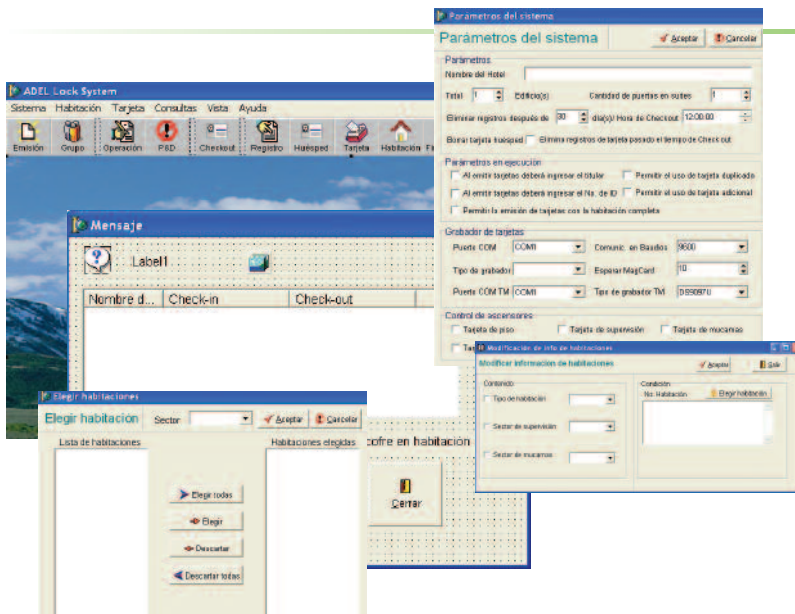 Parámetros del sistema
Parámetros del sistema
Aceptar
Cancelar
Parámetros
Nombre del Hotel
Total 1 Edificio(s) Cantidad de puertas en suites 1
Eliminar registros después de 30 día(s)/ Hora de Checkout 12:00:00
Borrar tarjeta huésped Elimina registros de tarjeta pasado el tiempo de Check out
Parámetros en ejecución
Al emitir tarjetas deberá ingresar el titular Permitir el uso de tarjeta duplicado
Al emitir tarjetas deberá ingresar el No. de ID Permitir el uso de tarjeta adicional
Permitir la emisión de tarjetas con la habitación completa
Grabador de tarjetas
Puerto COM COM1 Comunic. en Baudios 9600
Tipo de grabador Esperar MagCard 10
Puerto COM TM COM1 Tipo de grabador TM DS9097U
Control de ascensores
Tarjeta de piso Tarjeta de supervisión Tarjeta de mucamas
ADEL Lock System
Sistema Habitación Tarjeta Consultas Vista Ayuda
Emisión Grupo Operación Checkout Registro Huésped Tarjeta Habitación
Mensaje
Label1
Nombre d... Check-in Check-out
cofre en habitación
Cerrar
Modificación de info de habitaciones
Modificar informacion de habitaciones
Aceptar
Salir
Contenido
Tipo de habitación
Sector de supervisión
Sector de mucamas
Condición
No. Habitación
Elegir habitación
Elegir habitaciones
Elegir habitación Sector Aceptar Cancelar
Lista de habitaciones Habitaciones elegidas
Elegir todas
Elegir
Descartar
Descartar todas